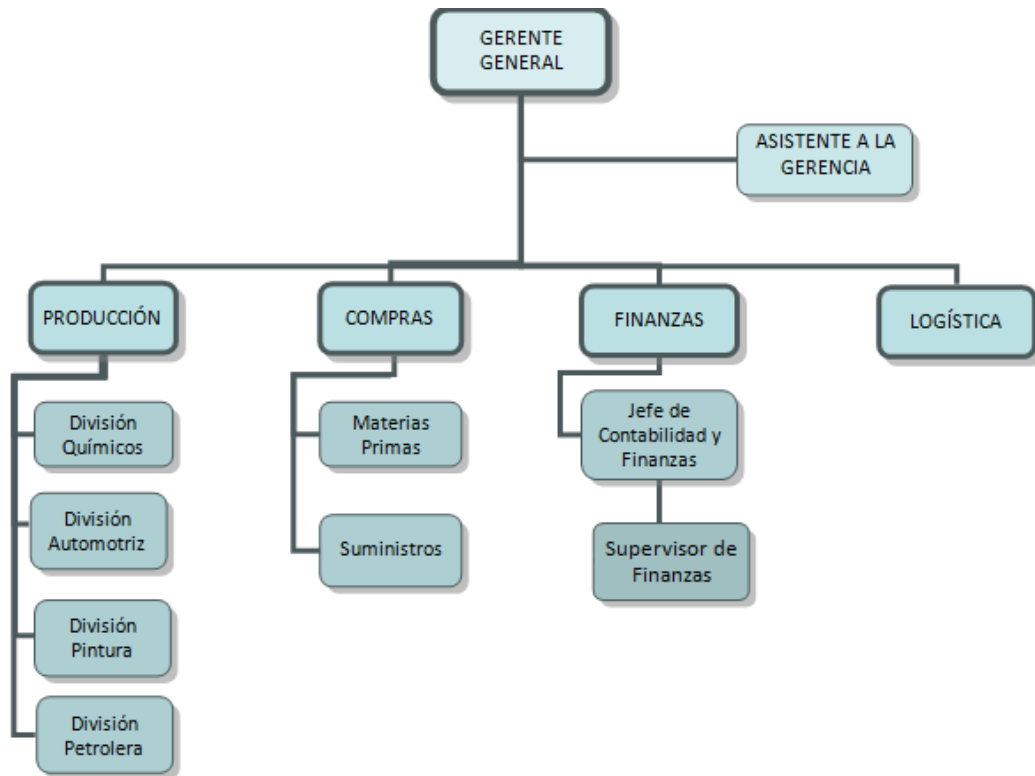 GERENTE
GENERAL
ASISTENTE A LA
GERENCIA
PRODUCCIÓN
COMPRAS
FINANZAS
LOGÍSTICA
División
Químicos
División
Automotriz
División
Pintura
División
Petrolera
Materias
Primas
Suministros
Jefe de
Contabilidad y
Finanzas
Supervisor de
Finanzas